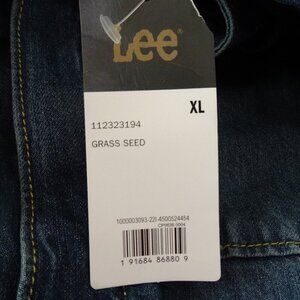 Lee
XL
112323194
GRASS SEED
1000003093-22I-4500524454
1 91684 86880 9